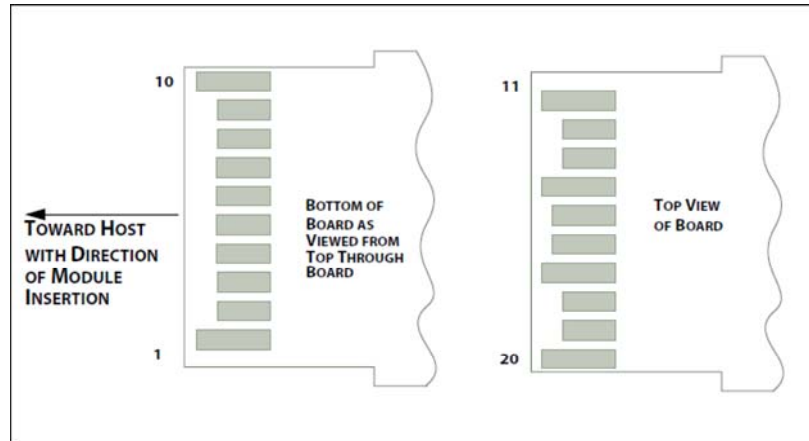 10
TOWARD HOST
WITH DIRECTION
OF MODULE
INSERTION
1
BOTTOM OF
BOARD AS
VIEWED FROM
TOP THROUGH
BOARD
11
TOP VIEW
OF BOARD
20